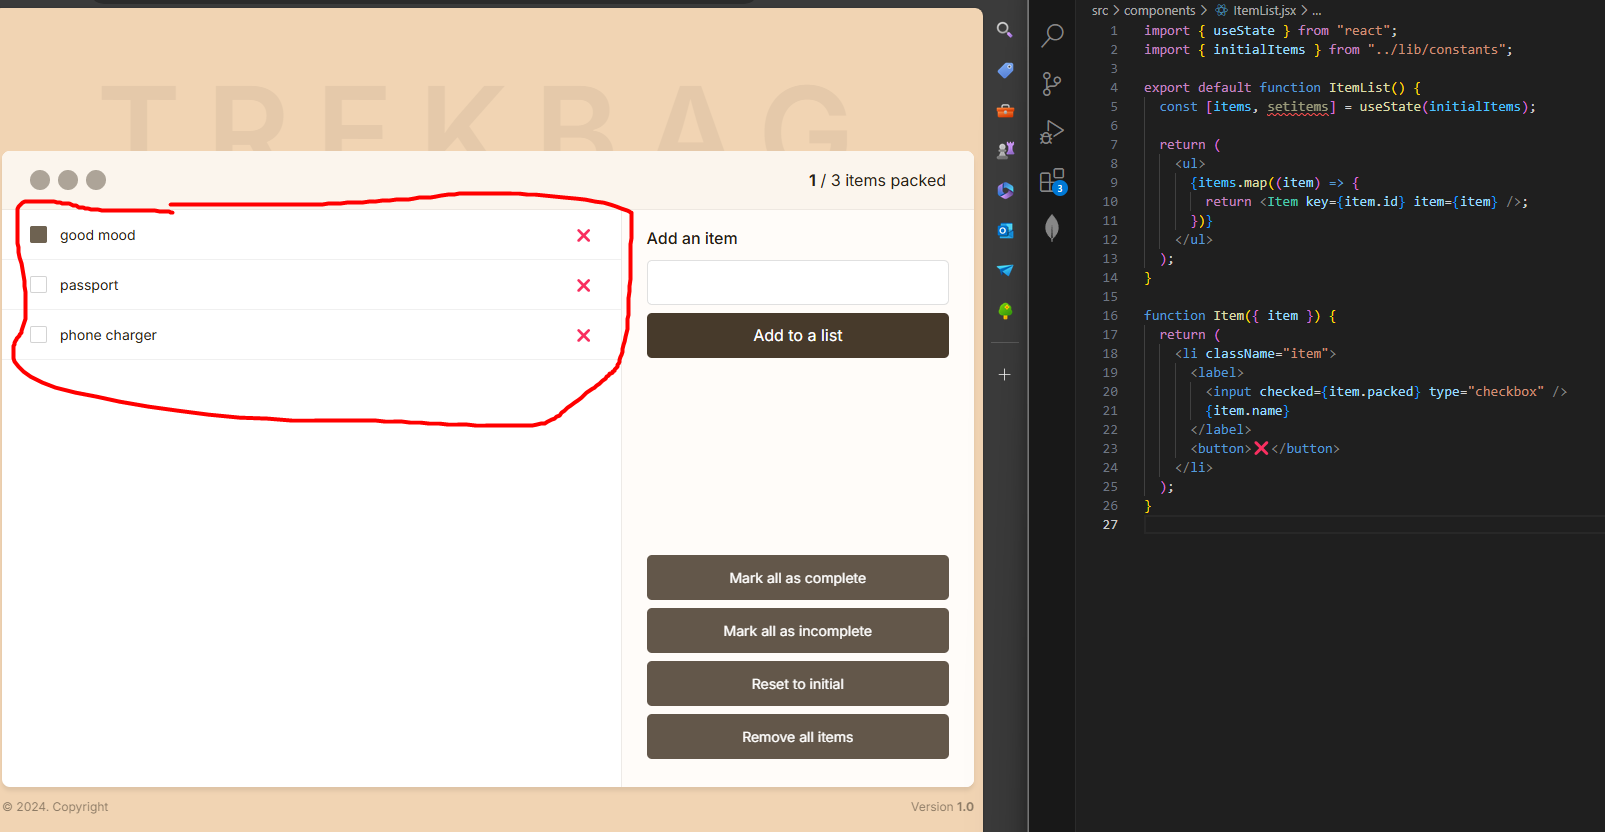 TREKBAG
1 / 3 items packed
good mood
passport
phone charger
Add an item
Add to a list
Mark all as complete
Mark all as incomplete
Reset to initial
Remove all items
© 2024. Copyright
Version 1.0
3
src > components > ItemList.jsx > ...
1 import { useState } from "react";
2 import { initialItems } from "../lib/constants";
3
4 export default function ItemList() {
5   const [items, setitems] = useState(initialItems);
6
7   return (
8     <ul>
9       {items.map((item) => {
10         return <Item key={item.id} item={item} />;
11       })}
12     </ul>
13   );
14 }
15
16 function Item({ item }) {
17   return (
18     <li className="item">
19       <label>
20         <input checked={item.packed} type="checkbox" />
21         {item.name}
22       </label>
23       <button>❌</button>
24     </li>
25   );
26 }
27